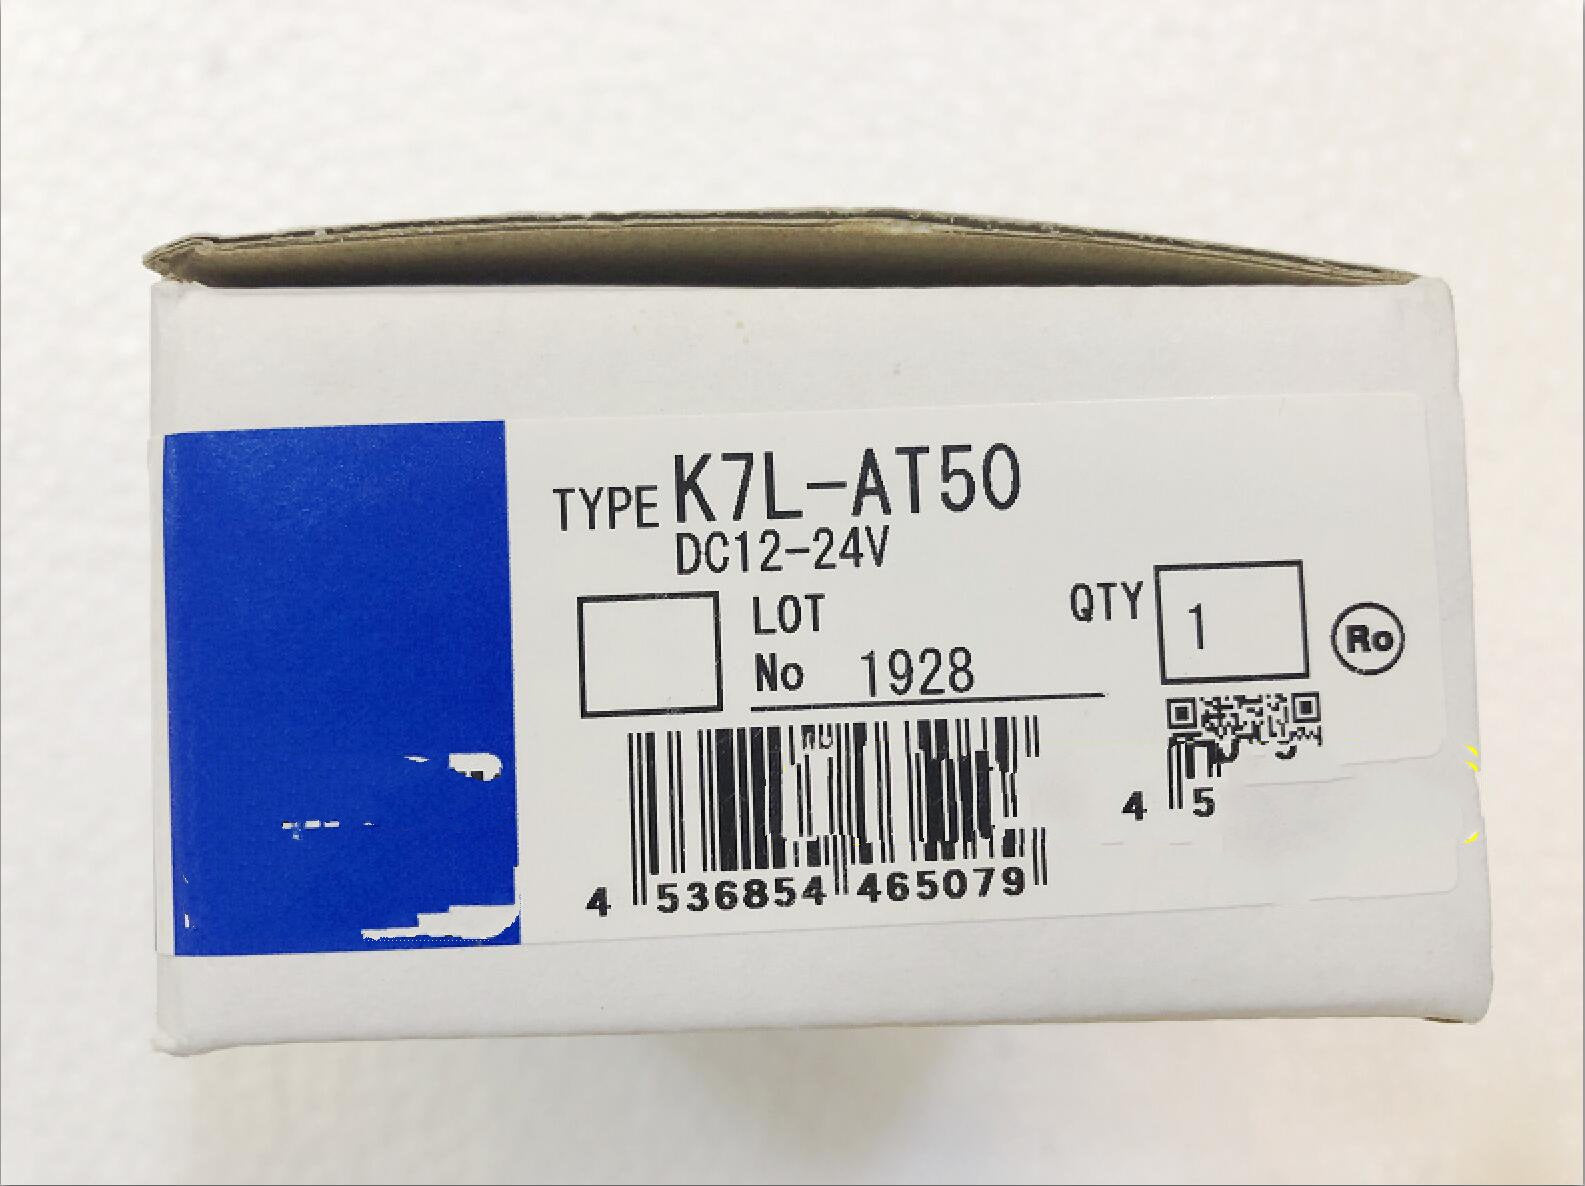 TYPE K7L-AT50
DC12-24V
LOT
No 1928
QTY 1
Ro
4 536854 465079
4 5